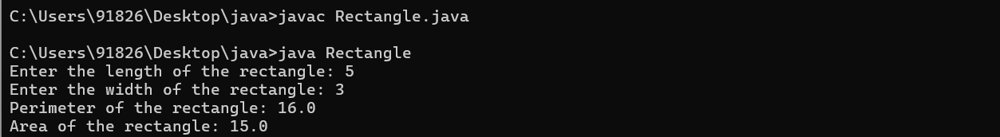 C:\Users\91826\Desktop\java>javac Rectangle.java
C:\Users\91826\Desktop\java>java Rectangle
Enter the length of the rectangle: 5
Enter the width of the rectangle: 3
Perimeter of the rectangle: 16.0
Area of the rectangle: 15.0